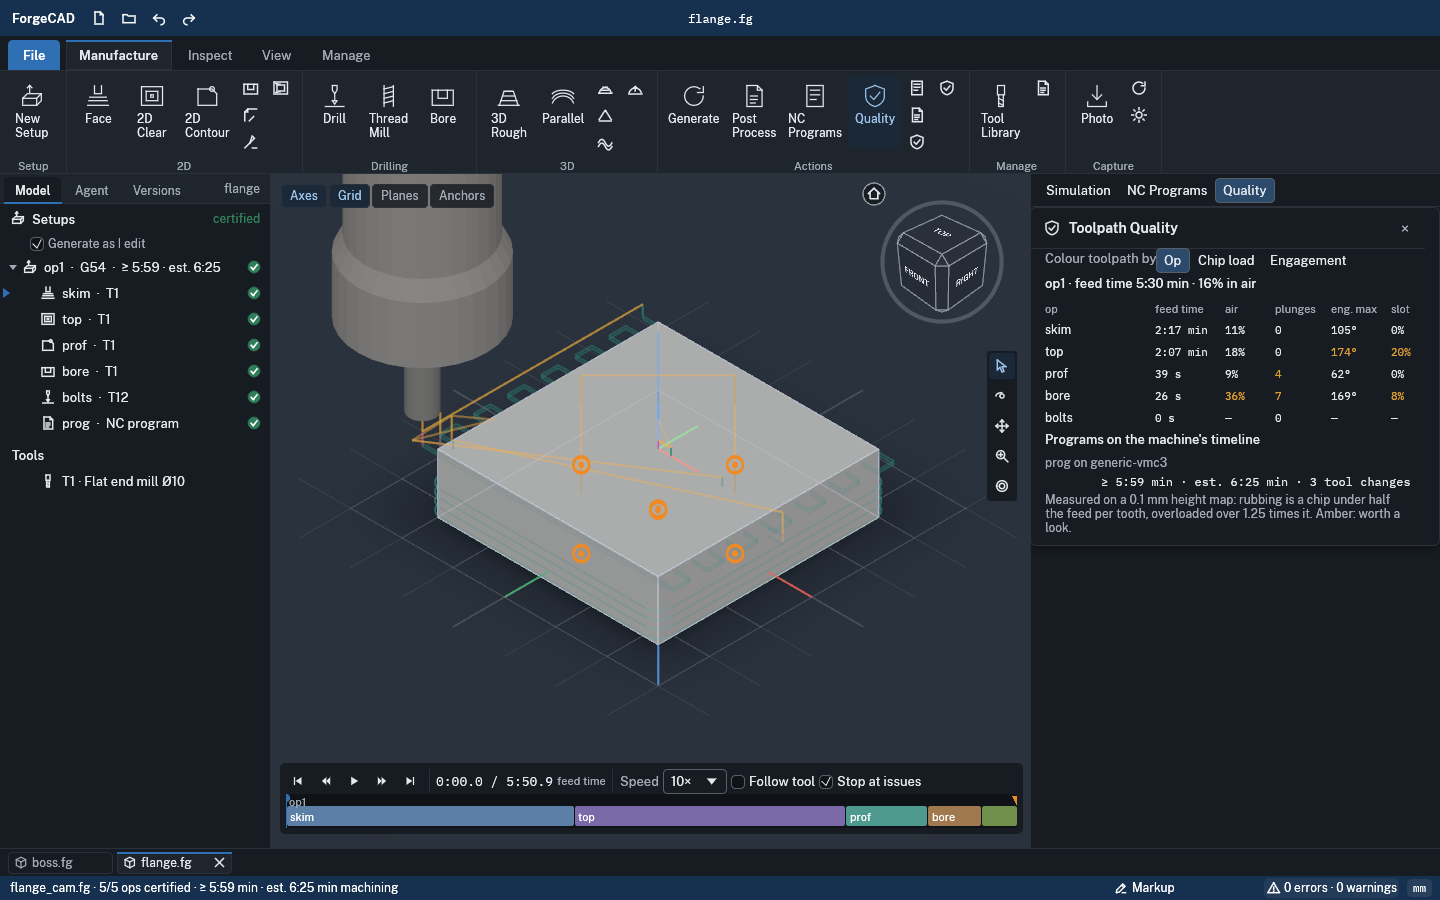 ForgeCAD
flange.fg
File
Manufacture
Inspect
View
Manage
New Setup
Face
2D Clear
2D Contour
Drill
Thread Mill
Bore
3D Rough
Parallel
Generate
Post Process
NC Programs
Quality
Tool Library
Photo
Setup
2D
Drilling
3D
Actions
Manage
Capture
Model
Agent
Versions
flange
Setups
certified
Generate as I edit
op1 · G54 · ≥ 5:59 · est. 6:25
skim · T1
top · T1
prof · T1
bore · T1
bolts · T12
prog · NC program
Tools
T1 · Flat end mill Ø10
Axes
Grid
Planes
Anchors
TOP
FRONT
RIGHT
0:00.0 / 5:50.9 feed time
Speed
10×
Follow tool
Stop at issues
op1
skim
top
prof
bore
Simulation
NC Programs
Quality
Toolpath Quality
×
Colour toolpath by
Op
Chip load
Engagement
op1 · feed time 5:30 min · 16% in air
op feed time air plunges eng. max slot
skim 2:17 min 11% 0 105° 0%
top 2:07 min 18% 0 174° 20%
prof 39 s 9% 4 62° 0%
bore 26 s 36% 7 169° 8%
bolts 0 s — 0 — —
Programs on the machine's timeline
prog on generic-vmc3
≥ 5:59 min · est. 6:25 min · 3 tool changes
Measured on a 0.1 mm height map: rubbing is a chip under half
the feed per tooth, overloaded over 1.25 times it. Amber: worth a
look.
boss.fg
flange.fg
flange_cam.fg · 5/5 ops certified · ≥ 5:59 min · est. 6:25 min machining
Markup
0 errors · 0 warnings
mm